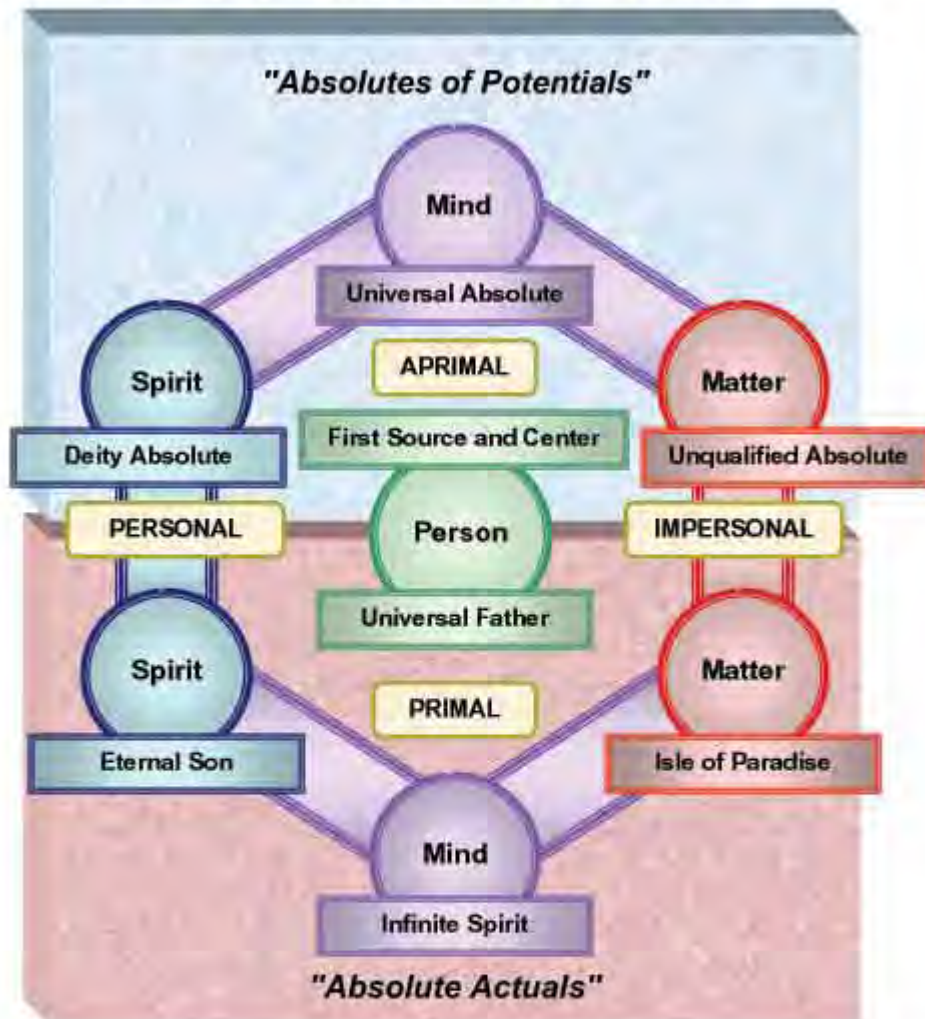 "Absolutes of Potentials"
Mind
Universal Absolute
APRIMAL
Spirit
Matter
First Source and Center
Deity Absolute
Unqualified Absolute
PERSONAL
Person
IMPERSONAL
Universal Father
Spirit
Matter
PRIMAL
Eternal Son
Isle of Paradise
Mind
Infinite Spirit
"Absolute Actuals"